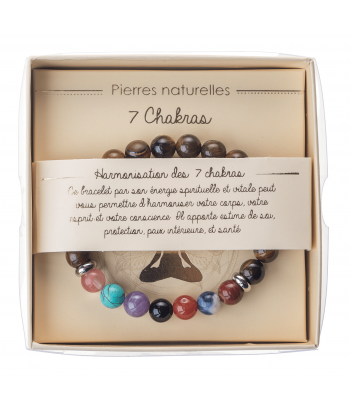 Pierres naturelles
7 Chakras
Harmonisation des 7 chakras
Ce bracelet par son énergie spirituelle et vitale peut
vous permettre d'harmoniser votre corps, votre
esprit et votre conscience. Il apporte estime de soi,
protection, paix intérieure, et santé